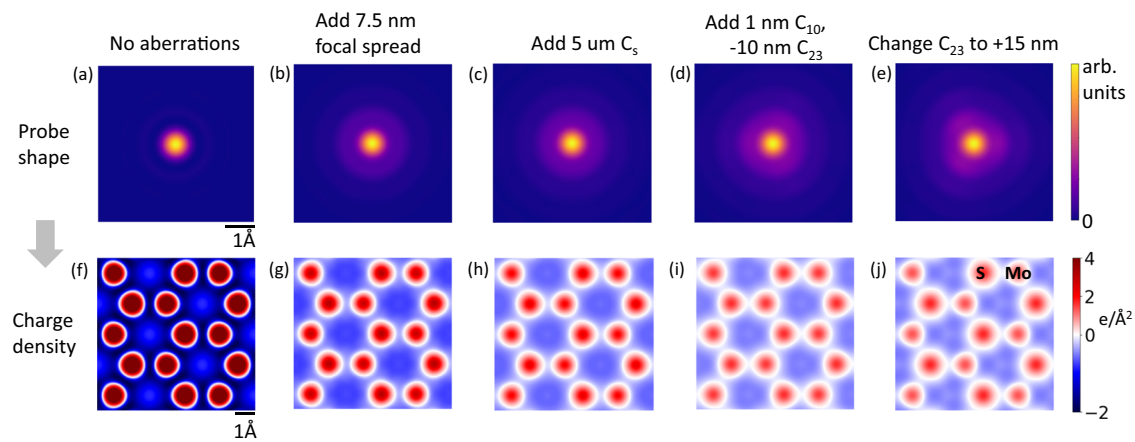 No aberrations
Add 7.5 nm
focal spread
Add 5 um Cₛ
Add 1 nm C₁₀,
-10 nm C₂₃
Change C₂₃ to +15 nm
(a)
(b)
(c)
(d)
(e)
arb.
units
0
Probe
shape
1Å
(f)
(g)
(h)
(i)
(j)
S
Mo
Charge
density
4
2
e/Å²
0
−2
1Å